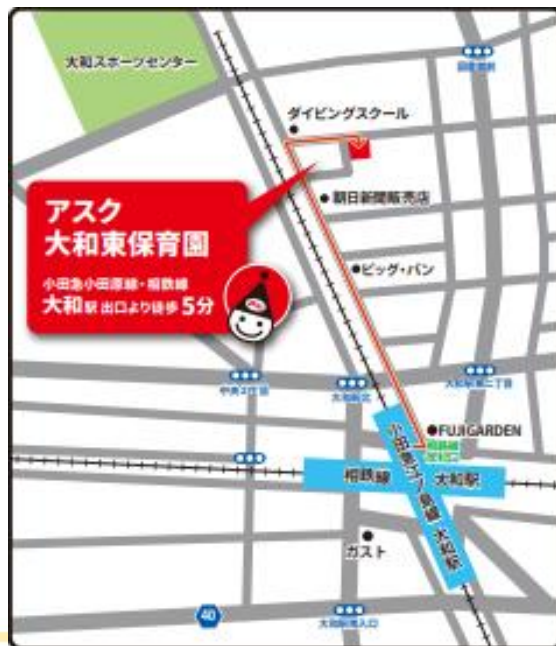 大和スポーツセンター
ダイビングスクール
朝日新聞販売店
アスク
大和東保育園
小田急小田原線・相鉄線
大和駅 出口より徒歩 5分
ビッグ・バン
FUJIGARDEN
相鉄線
大和駅
小田急江ノ島線 大和駅
ガスト
40